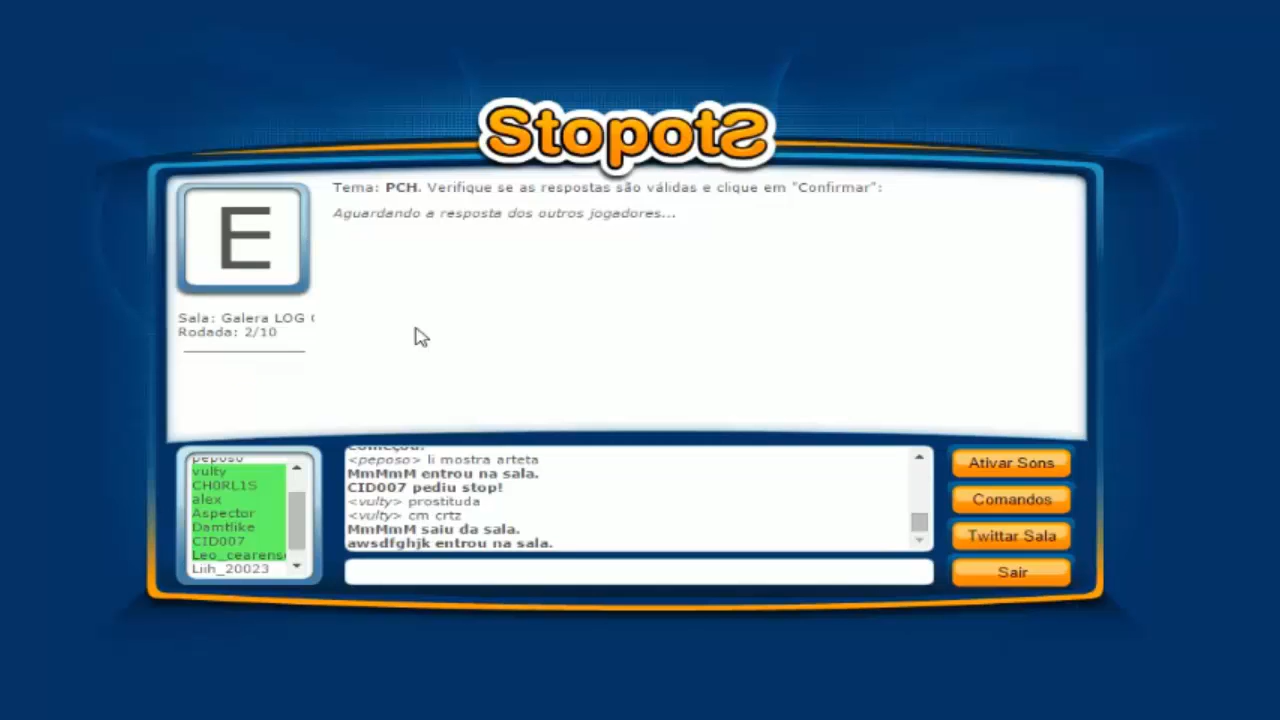 StopotS
Tema: PCH. Verifique se as respostas são válidas e clique em "Confirmar":
Aguardando a resposta dos outros jogadores...
E
Sala: Galera LOG
Rodada: 2/10
peposo
vulty
CH0RL1S
alex
Aspector
Damtlike
CID007
Leo_cearense
Liih_20023
começou!
<peposo> li mostra arteta
MmMmM entrou na sala.
CID007 pediu stop!
<vulty> prostituda
<vulty> cm crtz
MmMmM saiu da sala.
awsdfghjk entrou na sala.
Ativar Sons
Comandos
Twittar Sala
Sair